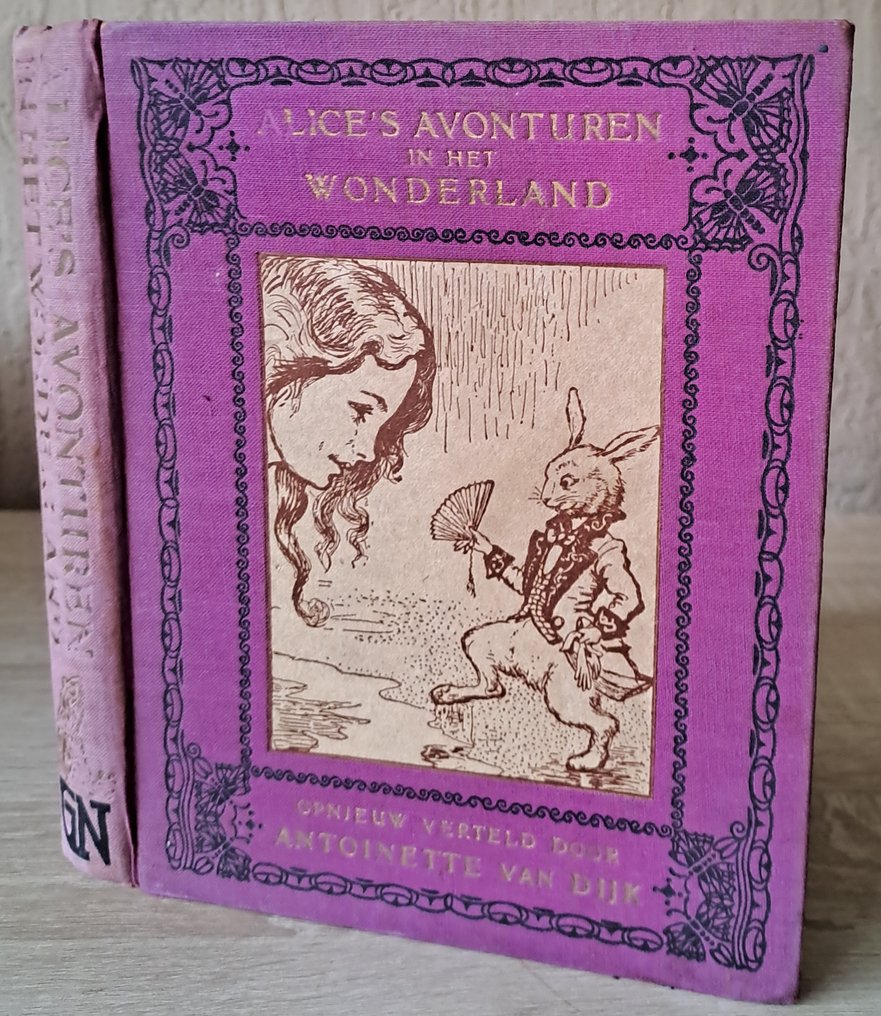 ALICE'S AVONTUREN
IN HET WONDERLAND
GN
ALICE'S AVONTUREN
IN HET
WONDERLAND
OPNIEUW VERTELD DOOR
ANTOINETTE VAN DIJK